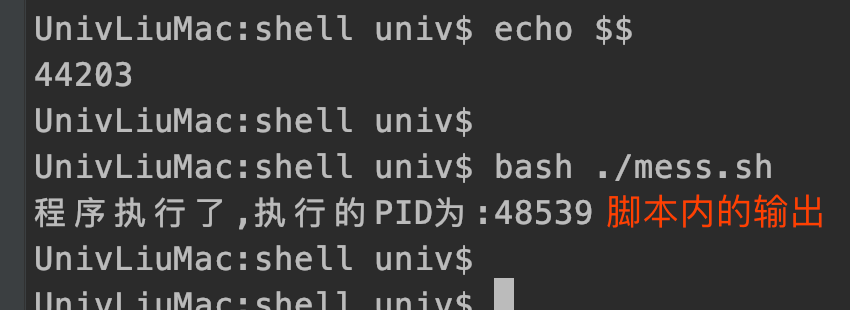 UnivLiuMac:shell univ$ echo $$
44203
UnivLiuMac:shell univ$
UnivLiuMac:shell univ$ bash ./mess.sh
程序执行了,执行的PID为:48539 脚本内的输出
UnivLiuMac:shell univ$
UnivLiuMac:shell univ$